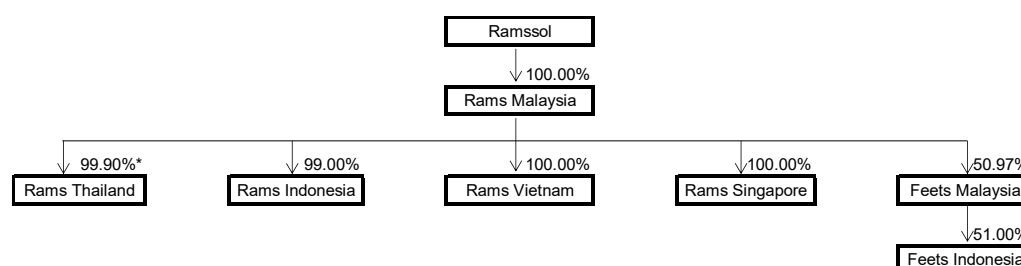 Ramssol
100.00%
Rams Malaysia
99.90%*
99.00%
100.00%
100.00%
50.97%
Rams Thailand
Rams Indonesia
Rams Vietnam
Rams Singapore
Feets Malaysia
51.00%
Feets Indonesia